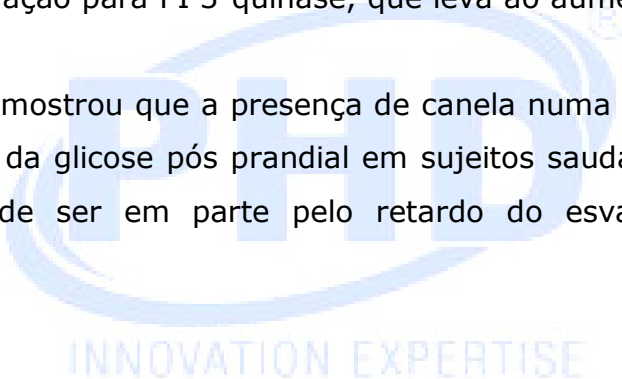 ação para PI 3-quinase, que leva ao aume
mostrou que a presença de canela numa
da glicose pós prandial em sujeitos sauda
de ser em parte pelo retardo do esva
PHD
®
INNOVATION EXPERTISE